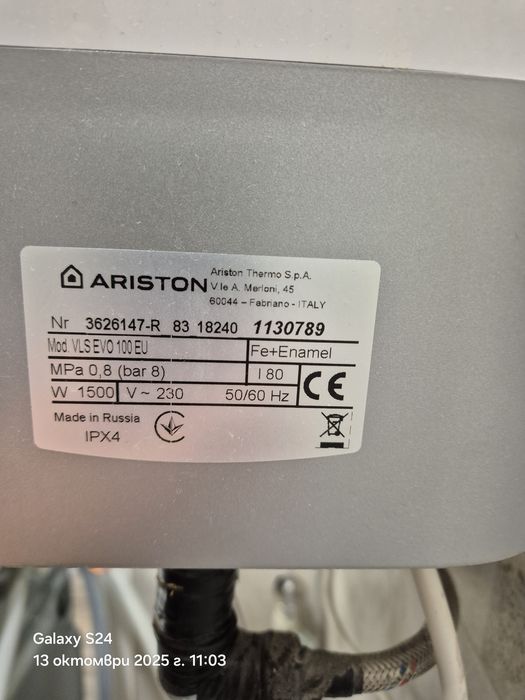 ARISTON
Ariston Thermo S.p.A.
V.le A. Merloni, 45
60044 – Fabriano - ITALY
Nr 3626147-R 83 18240 1130789
Mod. VLS EVO 100 EU Fe+Enamel
MPa 0,8 (bar 8) l 80 CE
W 1500 V ~ 230 50/60 Hz
Made in Russia
IPX4
Galaxy S24
13 октомври 2025 г. 11:03